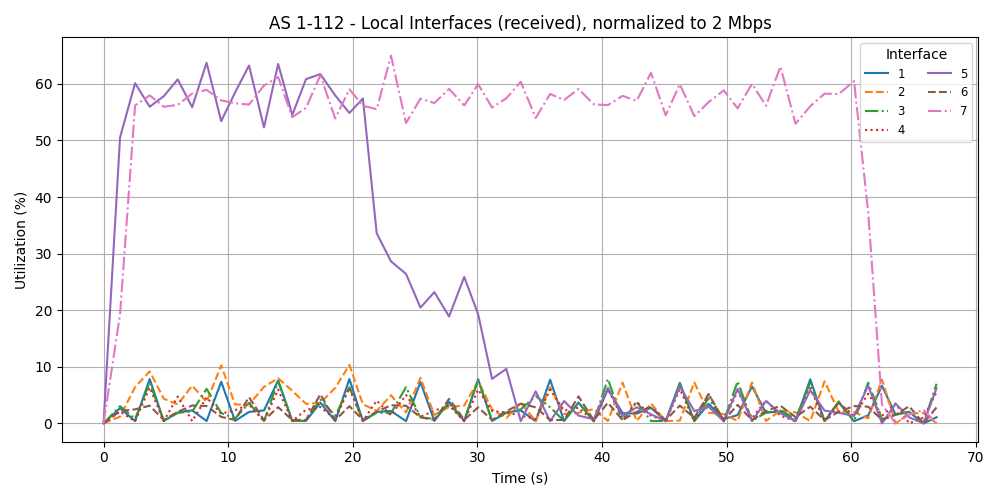 AS 1-112 - Local Interfaces (received), normalized to 2 Mbps
Interface
1
2
3
4
5
6
7
Utilization (%)
60
50
40
30
20
10
0
0 10 20 30 40 50 60 70
Time (s)